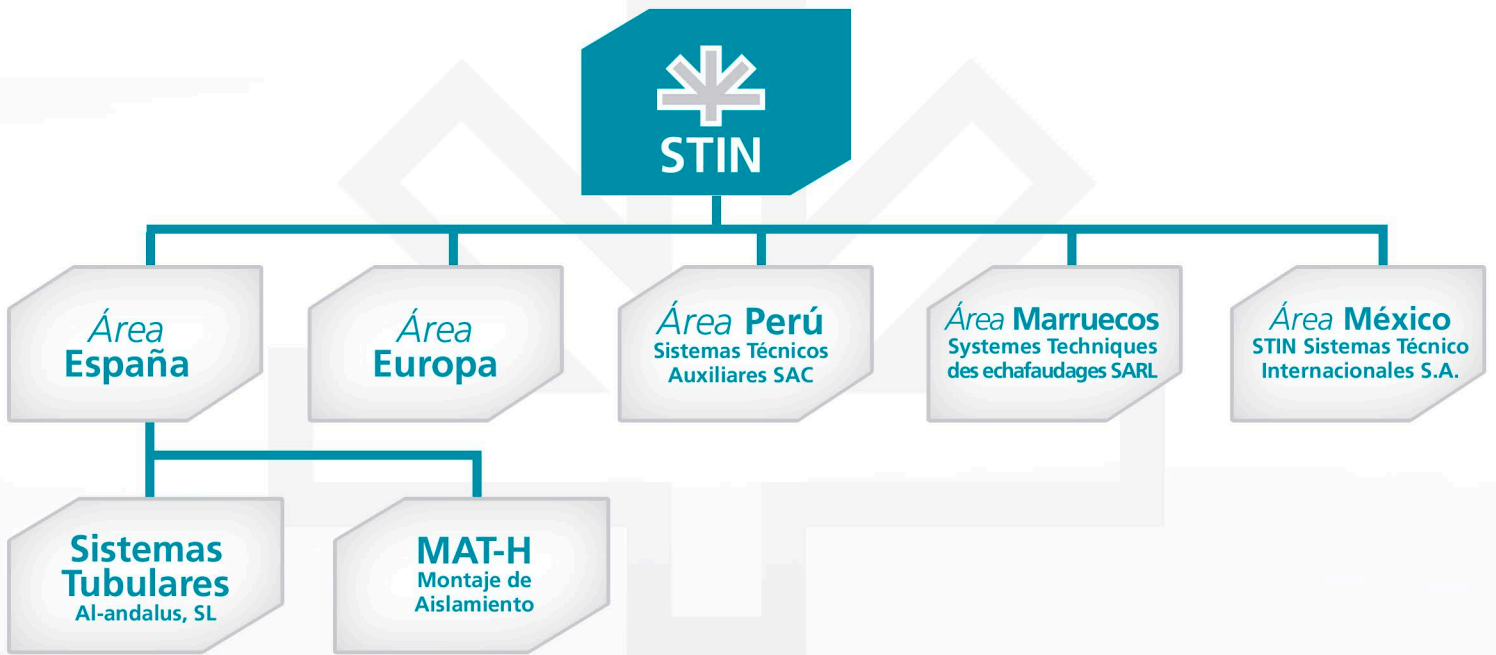 STIN
Área
España
Área
Europa
Área Perú
Sistemas Técnicos
Auxiliares SAC
Área Marruecos
Systemes Techniques
des echafaudages SARL
Área México
STIN Sistemas Técnico
Internacionales S.A.
Sistemas
Tubulares
Al-andalus, SL
MAT-H
Montaje de
Aislamiento